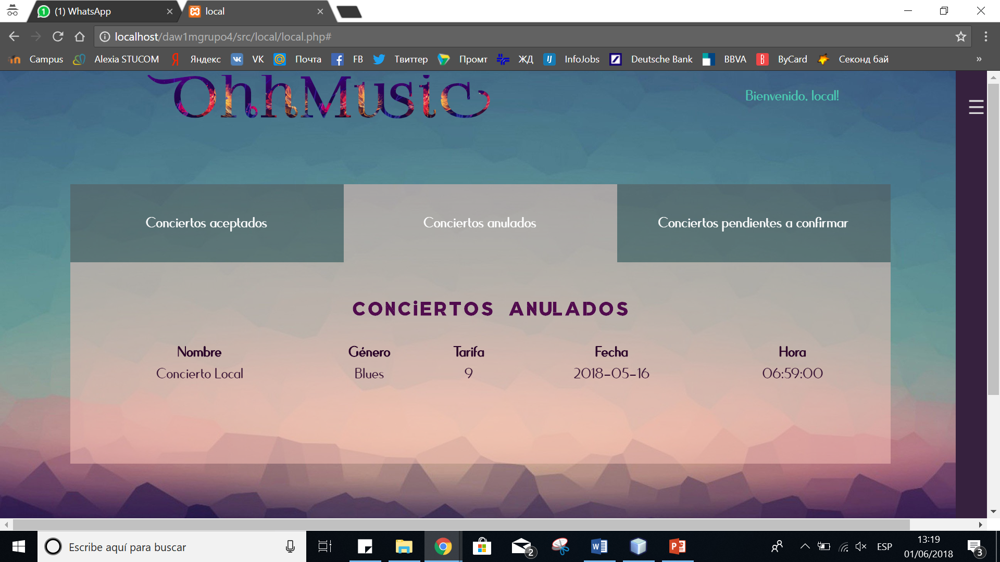 (1) WhatsApp
local
localhost/daw1mgrupo4/src/local/local.php#
Campus Alexia STUCOM Яндекс VK Почта FB Твиттер Промт ЖД InfoJobs Deutsche Bank BBVA ByCard Секонд бай »
OhhMusic
Bienvenido, local!
Conciertos aceptados
Conciertos anulados
Conciertos pendientes a confirmar
CONCiERTOS ANULADOS
Nombre Género Tarifa Fecha Hora
Concierto Local Blues 9 2018-05-16 06:59:00
Escribe aquí para buscar
2
ESP
13:19
01/06/2018
3